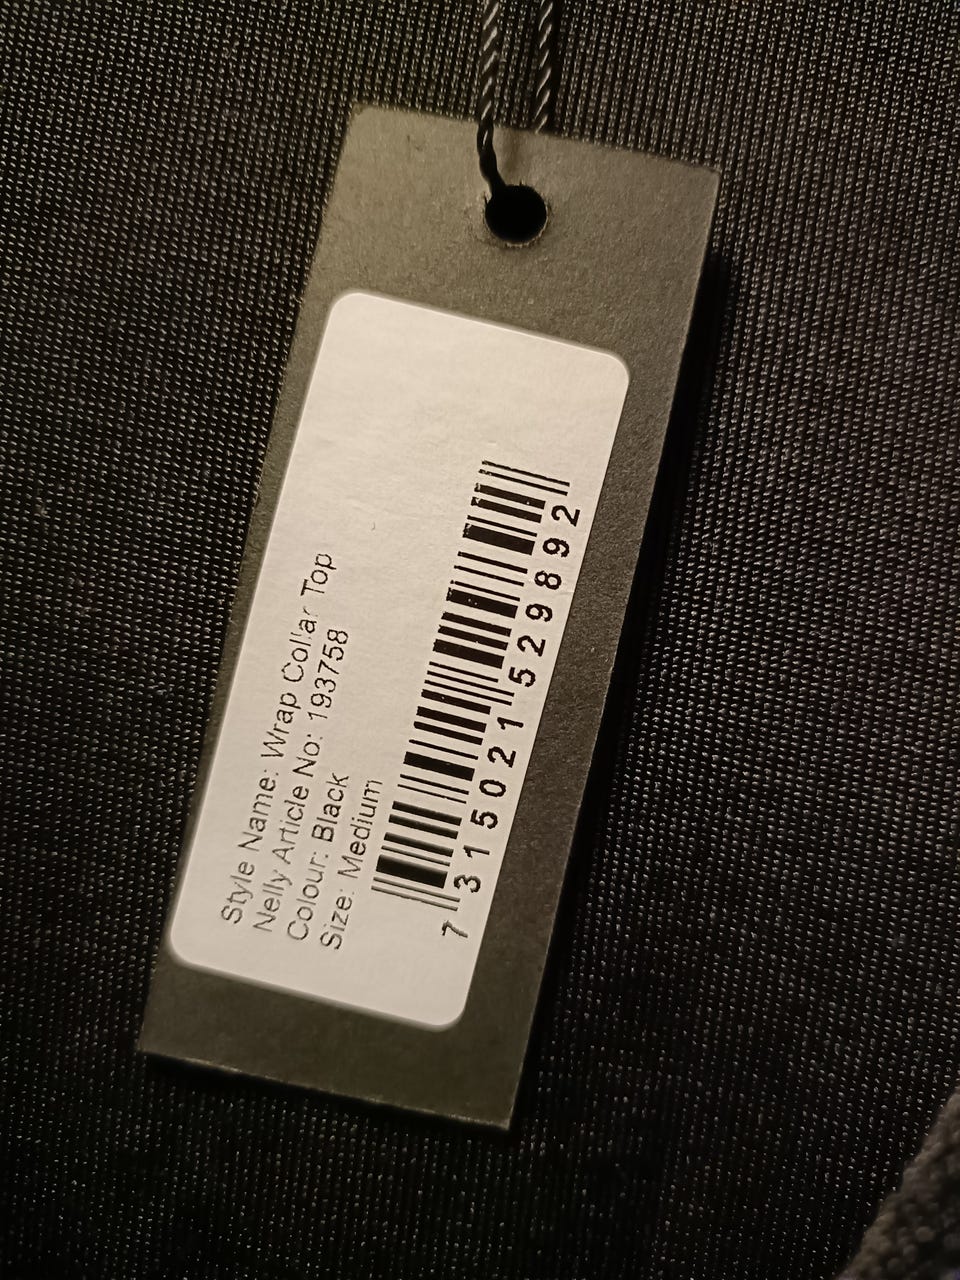 Style Name: Wrap Collar Top
Nelly Article No: 193758
Colour: Black
Size: Medium
7 315021 529892